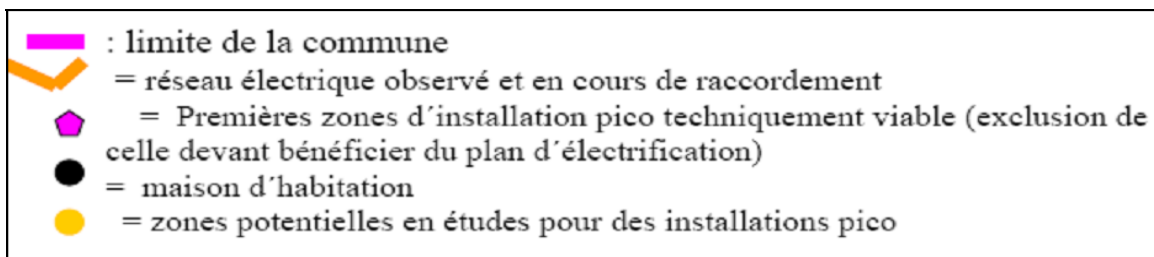 : limite de la commune
= réseau électrique observé et en cours de raccordement
= Premières zones d´installation pico techniquement viable (exclusion de
celle devant bénéficier du plan d´électrification)
= maison d´habitation
= zones potentielles en études pour des installations pico